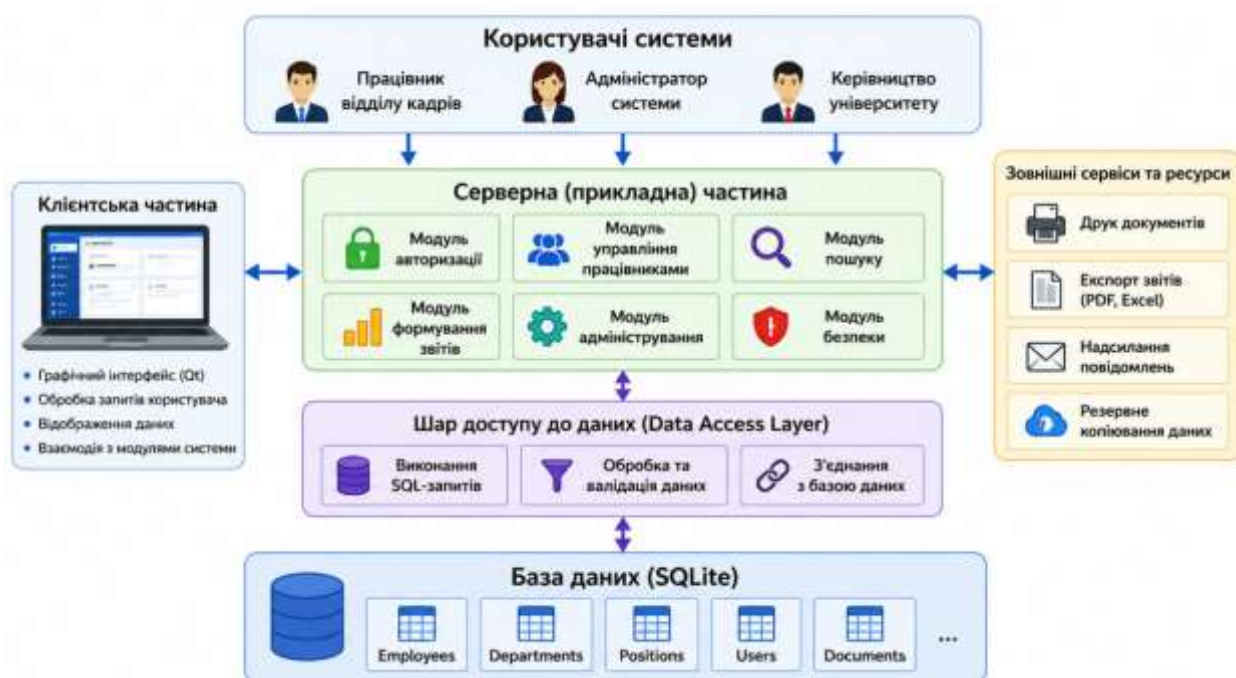 Користувачі системи
Працівник
відділу кадрів
Адміністратор
системи
Керівництво
університету
Клієнтська частина
• Графічний інтерфейс (Qt)
• Обробка запитів користувача
• Відображення даних
• Взаємодія з модулями системи
Серверна (прикладна) частина
Модуль
авторизації
Модуль
управління
працівниками
Модуль
пошуку
Модуль
формування
звітів
Модуль
адміністрування
Модуль
безпеки
Зовнішні сервіси та ресурси
Друк документів
Експорт звітів
(PDF, Excel)
Надсилання
повідомлень
Резервне
копіювання даних
Шар доступу до даних (Data Access Layer)
Виконання
SQL-запитів
Обробка та
валідація даних
З'єднання
з базою даних
База даних (SQLite)
Employees
Departments
Positions
Users
Documents
...